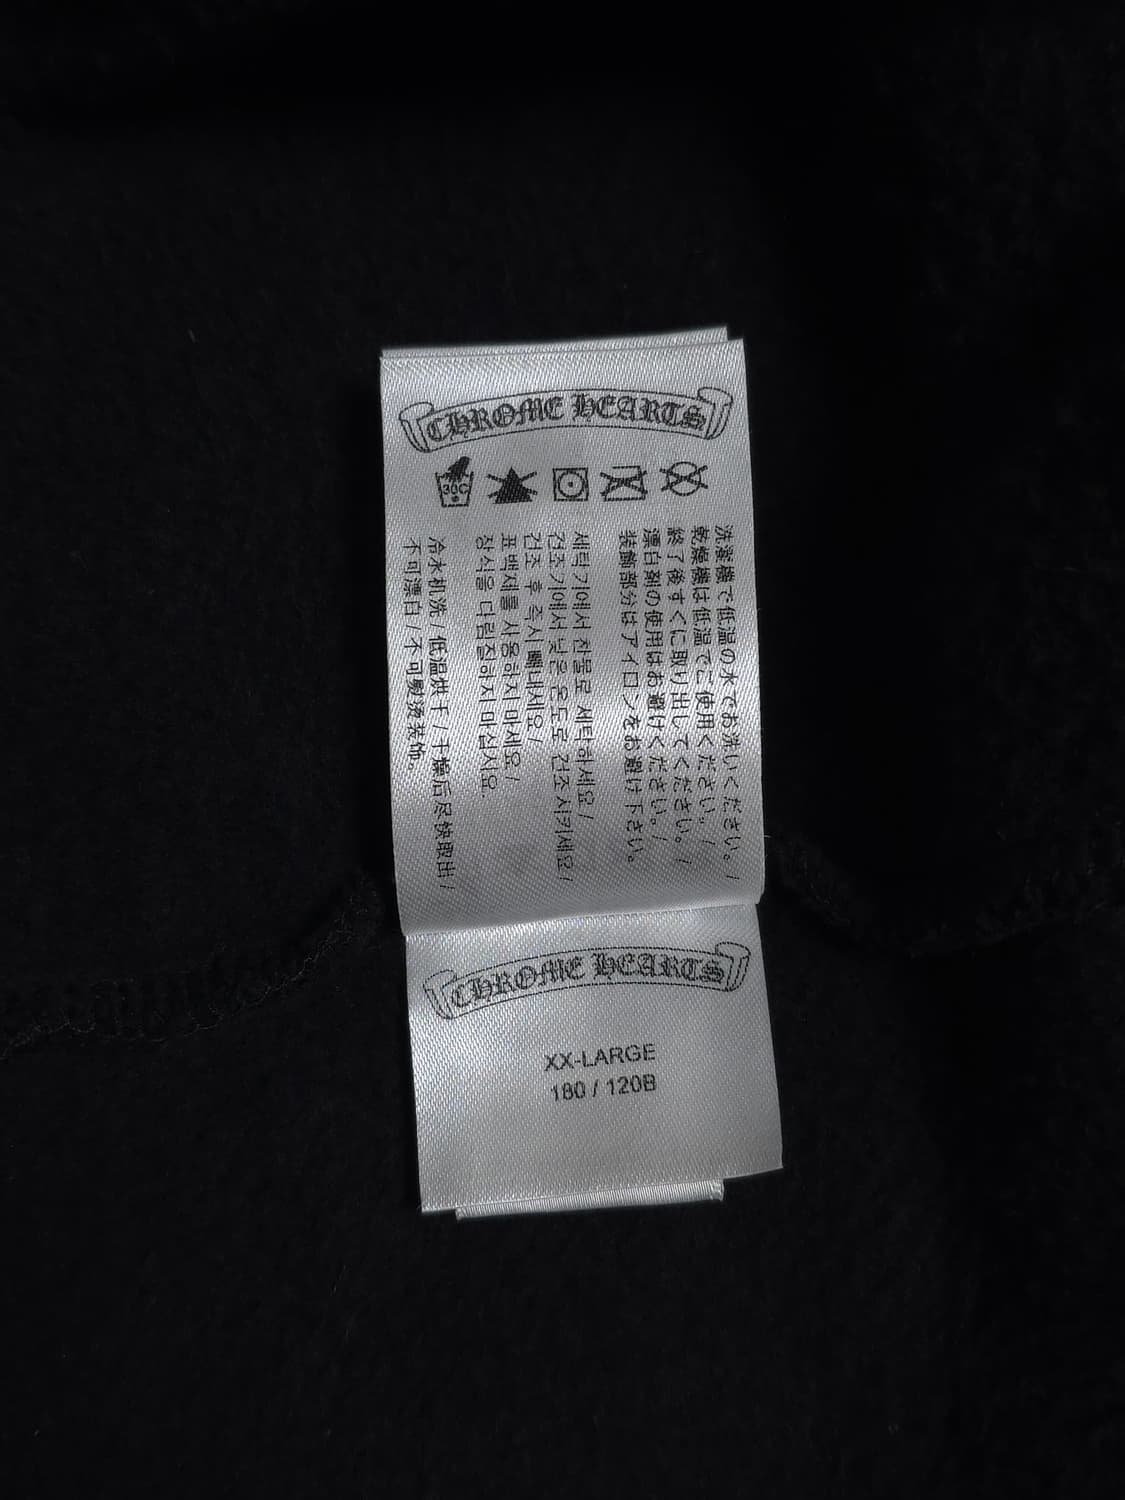 CHROME HEARTS
30C
洗濯機で低温の水でお洗いください。/
乾燥機は低温でご使用ください。/
終了後すぐに取り出してください。/
漂白剤の使用はお避けください。/
装飾部分はアイロンをお避け下さい。
세탁기에서 찬물로 세탁하세요 /
건조기에서 낮은 온도로 건조시키세요 /
건조 후 즉시 빼내세요 /
표백제를 사용하지 마세요 /
장식을 다림질하지 마십시요.
冷水机洗 / 低温烘干 / 干燥后尽快取出 /
不可漂白 / 不可熨烫装饰。
CHROME HEARTS
XX-LARGE
180 / 120B